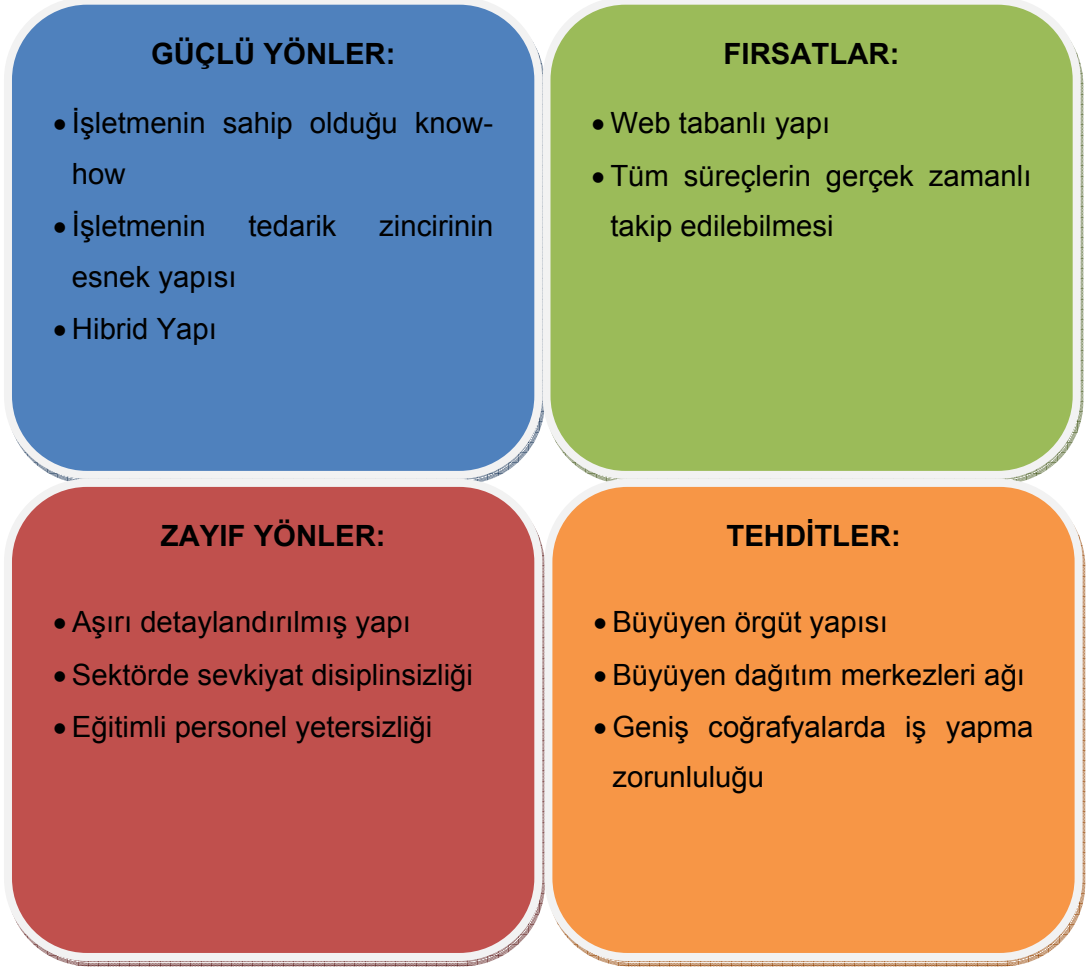 GÜÇLÜ YÖNLER:
• İşletmenin sahip olduğu know-
how
• İşletmenin tedarik zincirinin
esnek yapısı
• Hibrid Yapı
FIRSATLAR:
• Web tabanlı yapı
• Tüm süreçlerin gerçek zamanlı
takip edilebilmesi
ZAYIF YÖNLER:
• Aşırı detaylandırılmış yapı
• Sektörde sevkiyat disiplinsizliği
• Eğitimli personel yetersizliği
TEHDİTLER:
• Büyüyen örgüt yapısı
• Büyüyen dağıtım merkezleri ağı
• Geniş coğrafyalarda iş yapma
zorunluluğu